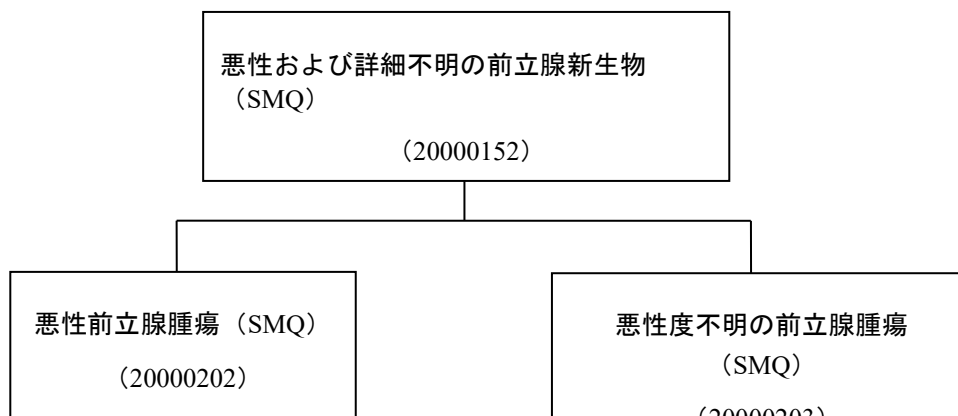 悪性および詳細不明の前立腺新生物
（SMQ）
（20000152）
悪性前立腺腫瘍（SMQ）
（20000202）
悪性度不明の前立腺腫瘍
（SMQ）
（20000203）